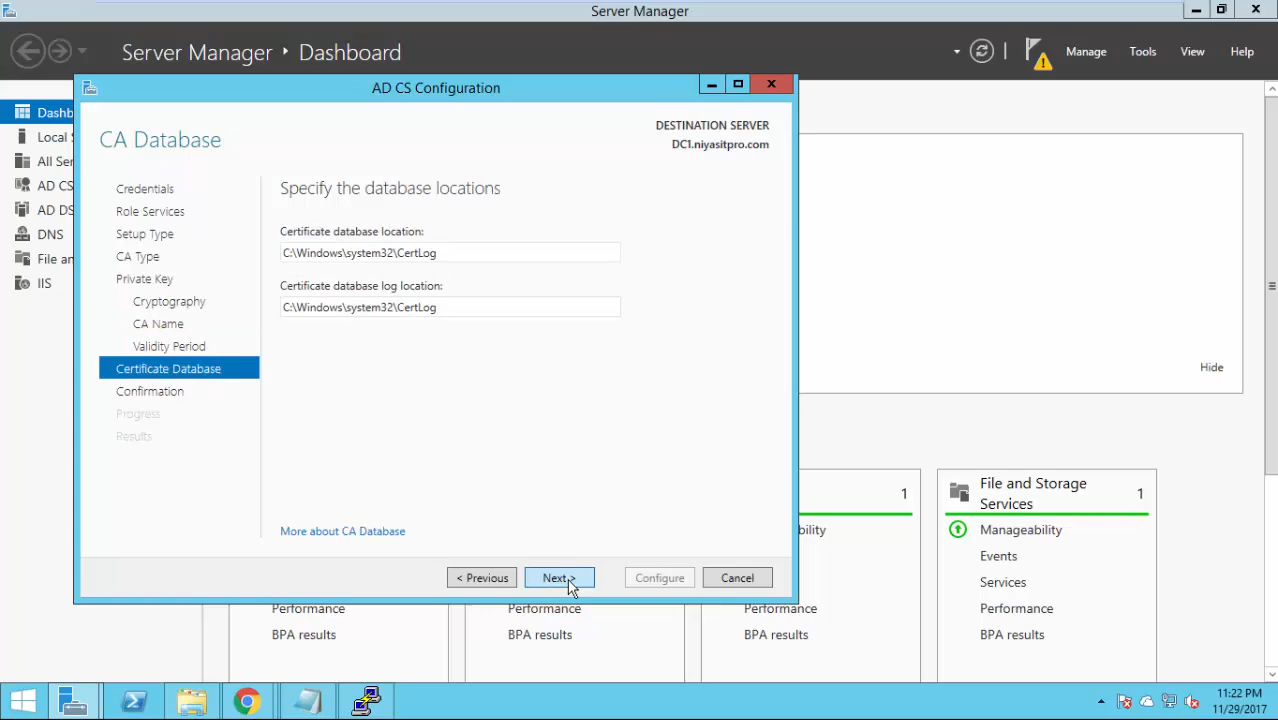 Server Manager
Server Manager • Dashboard
Manage Tools View Help
AD CS Configuration
Dashb
Local S
All Ser
AD CS
AD DS
DNS
File an
IIS
CA Database
DESTINATION SERVER
DC1.niyasitpro.com
Credentials
Role Services
Setup Type
CA Type
Private Key
Cryptography
CA Name
Validity Period
Certificate Database
Confirmation
Progress
Results
Specify the database locations
Certificate database location:
C:\Windows\system32\CertLog
Certificate database log location:
C:\Windows\system32\CertLog
More about CA Database
< Previous Next > Configure Cancel
Hide
1
bility
File and Storage
Services 1
Manageability
Events
Services
Performance
BPA results
Performance
BPA results
Performance
BPA results
Performance
BPA results
11:22 PM
11/29/2017